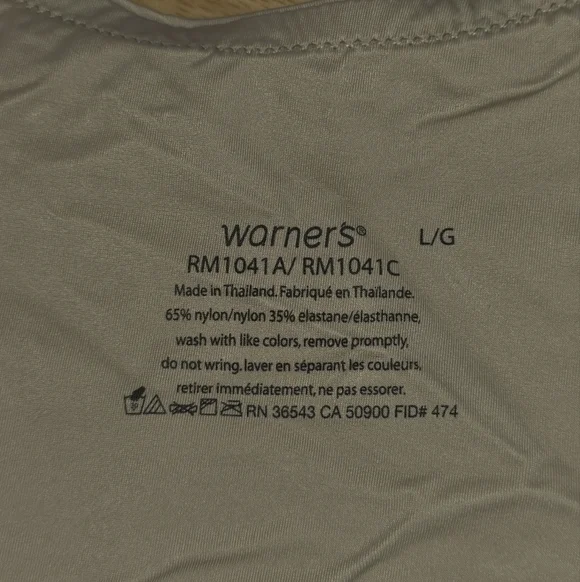 warner's® L/G
RM1041A/ RM1041C
Made in Thailand. Fabriqué en Thaïlande.
65% nylon/nylon 35% elastane/élasthanne,
wash with like colors, remove promptly,
do not wring. laver en séparant les couleurs,
retirer immédiatement, ne pas essorer.
RN 36543 CA 50900 FID# 474